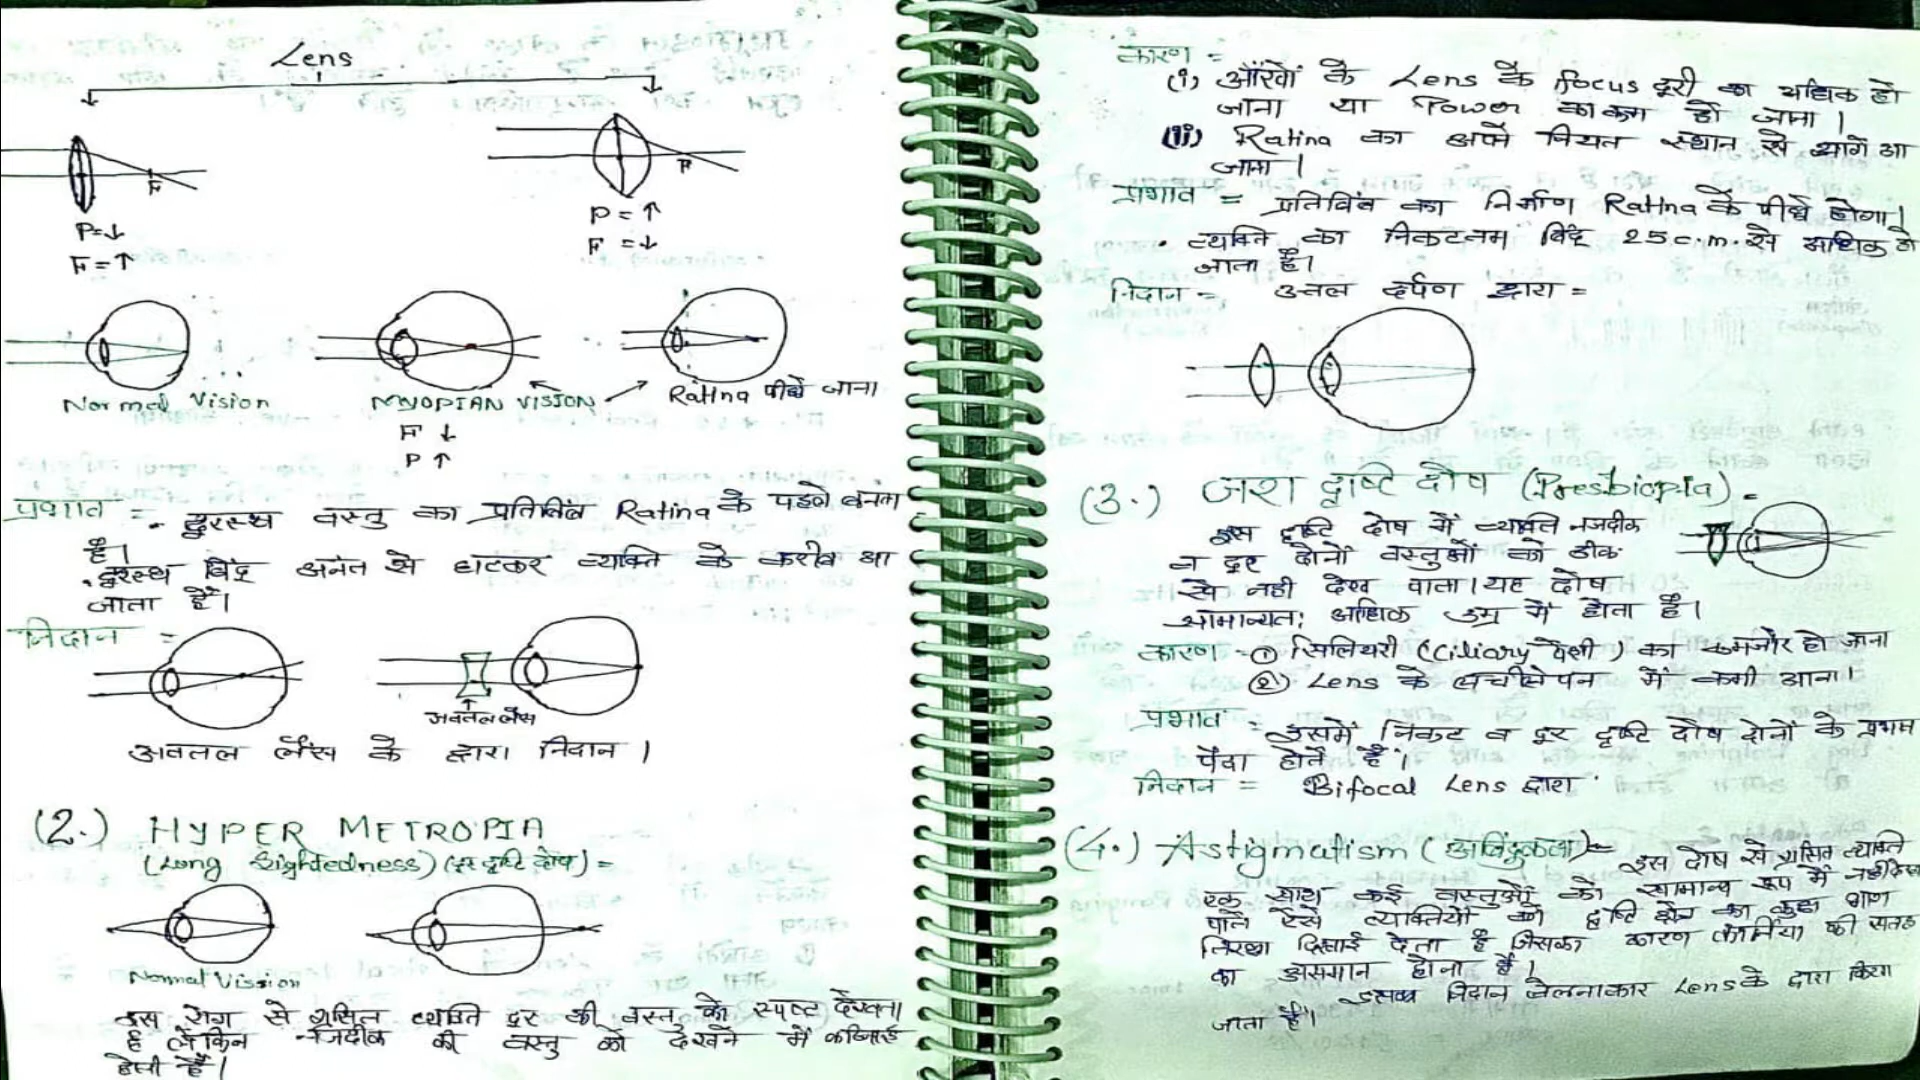 Lens
F
P=↓
F=↑
F
P=↑
F=↓
Normal Vision
MYOPIAN VISION
Ratina पीछे जाना
F ↓
P ↑
प्रभाव = - दूरस्थ वस्तु का प्रतिबिंब Ratina के पहले बनना
है।
दूरस्थ बिंदू अनंत से हटकर व्यक्ति के करीब आ
जाता है।
निदान =
अवतल लैंस
अवतल लैंस के द्वारा निदान।
(2.) HYPER METROPIA
(Long Sightedness) (दूर दृष्टि दोष) =
Normal Vission
इस रोग से ग्रसित व्यक्ति दूर की वस्तु को स्पष्ट देखता
है लेकिन नजदीक की वस्तु को देखने में कठिनाई
होती है।
कारण =
(i) आँखों के Lens के focus दूरी का अधिक हो
जाना या Power का कम हो जाना।
(ii) Ratina का अपने नियत स्थान से आगे आ
जाना।
प्रभाव = प्रतिबिंब का निर्माण Ratina के पीछे होगा।
• व्यक्ति का निकटतम बिंदू 25 c.m. से अधिक हो
जाता है।
निदान = उत्तल दर्पण द्वारा =
(3.) जरा दृष्टि दोष (Presbiopia) -
इस दृष्टि दोष में व्यक्ति नजदीक
व दूर दोनों वस्तुओं को ठीक
से नही देख पाता। यह दोष
सामान्यत: अधिक उम्र में होता है।
कारण - ① सिलियरी (Ciliary पेशी) का कमजोर हो जाना
② Lens के लचीलेपन में कमी आना।
प्रभाव = इसमें निकट व दूर दृष्टि दोष दोनों के प्रभाव
पैदा होते है।
निदान = Bifocal Lens द्वारा
(4.) Astigmatism (अबिंदुकता) = इस दोष से ग्रसित व्यक्ति
एक साथ कई वस्तुओं को सामान्य रूप में नही देख
पाते ऐसे व्यक्तियों को दृष्टि क्षेत्र का कुछ भाग
तिरछा दिखाई देता है जिसका कारण कॉर्निया की सतह
का असमान होना है।
इसका निदान बेलनाकार Lens के द्वारा किया
जाता है।